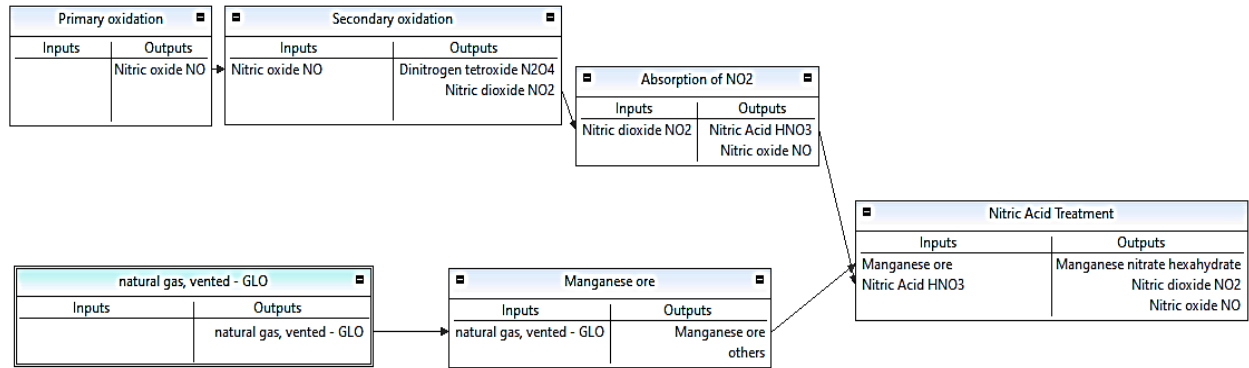 Primary oxidation
Inputs Outputs
Nitric oxide NO
Secondary oxidation
Inputs Outputs
Nitric oxide NO Dinitrogen tetroxide N2O4
Nitric dioxide NO2
Absorption of NO2
Inputs Outputs
Nitric dioxide NO2 Nitric Acid HNO3
Nitric oxide NO
Nitric Acid Treatment
Inputs Outputs
Manganese ore Manganese nitrate hexahydrate
Nitric Acid HNO3 Nitric dioxide NO2
Nitric oxide NO
natural gas, vented - GLO
Inputs Outputs
natural gas, vented - GLO
Manganese ore
Inputs Outputs
natural gas, vented - GLO Manganese ore
others